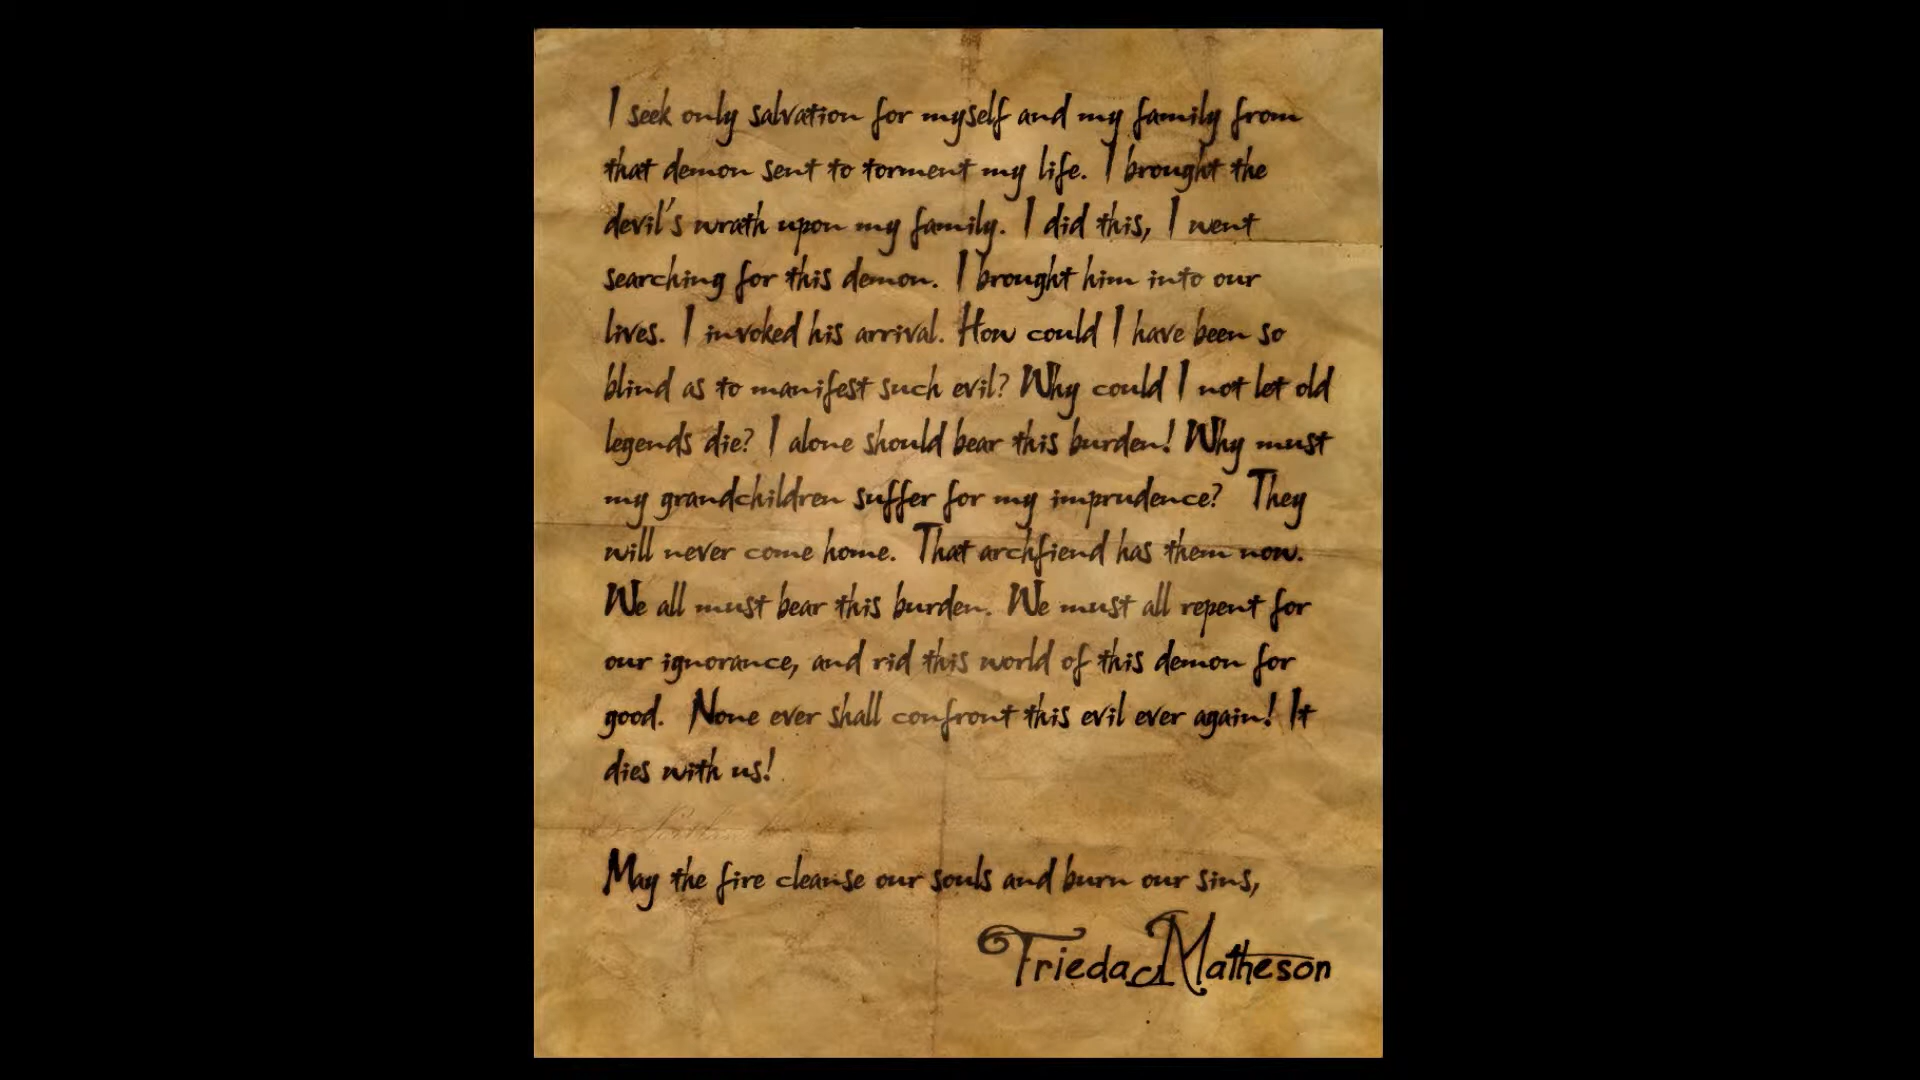 I seek only salvation for myself and my family from
that demon sent to torment my life. I brought the
devil's wrath upon my family. I did this, I went
searching for this demon. I brought him into our
lives. I invoked his arrival. How could I have been so
blind as to manifest such evil? Why could I not let old
legends die? I alone should bear this burden! Why must
my grandchildren suffer for my imprudence? They
will never come home. That archfiend has them now.
We all must bear this burden. We must all repent for
our ignorance, and rid this world of this demon for
good. None ever shall confront this evil ever again! It
dies with us!
May the fire cleanse our souls and burn our sins,
Frieda Matheson